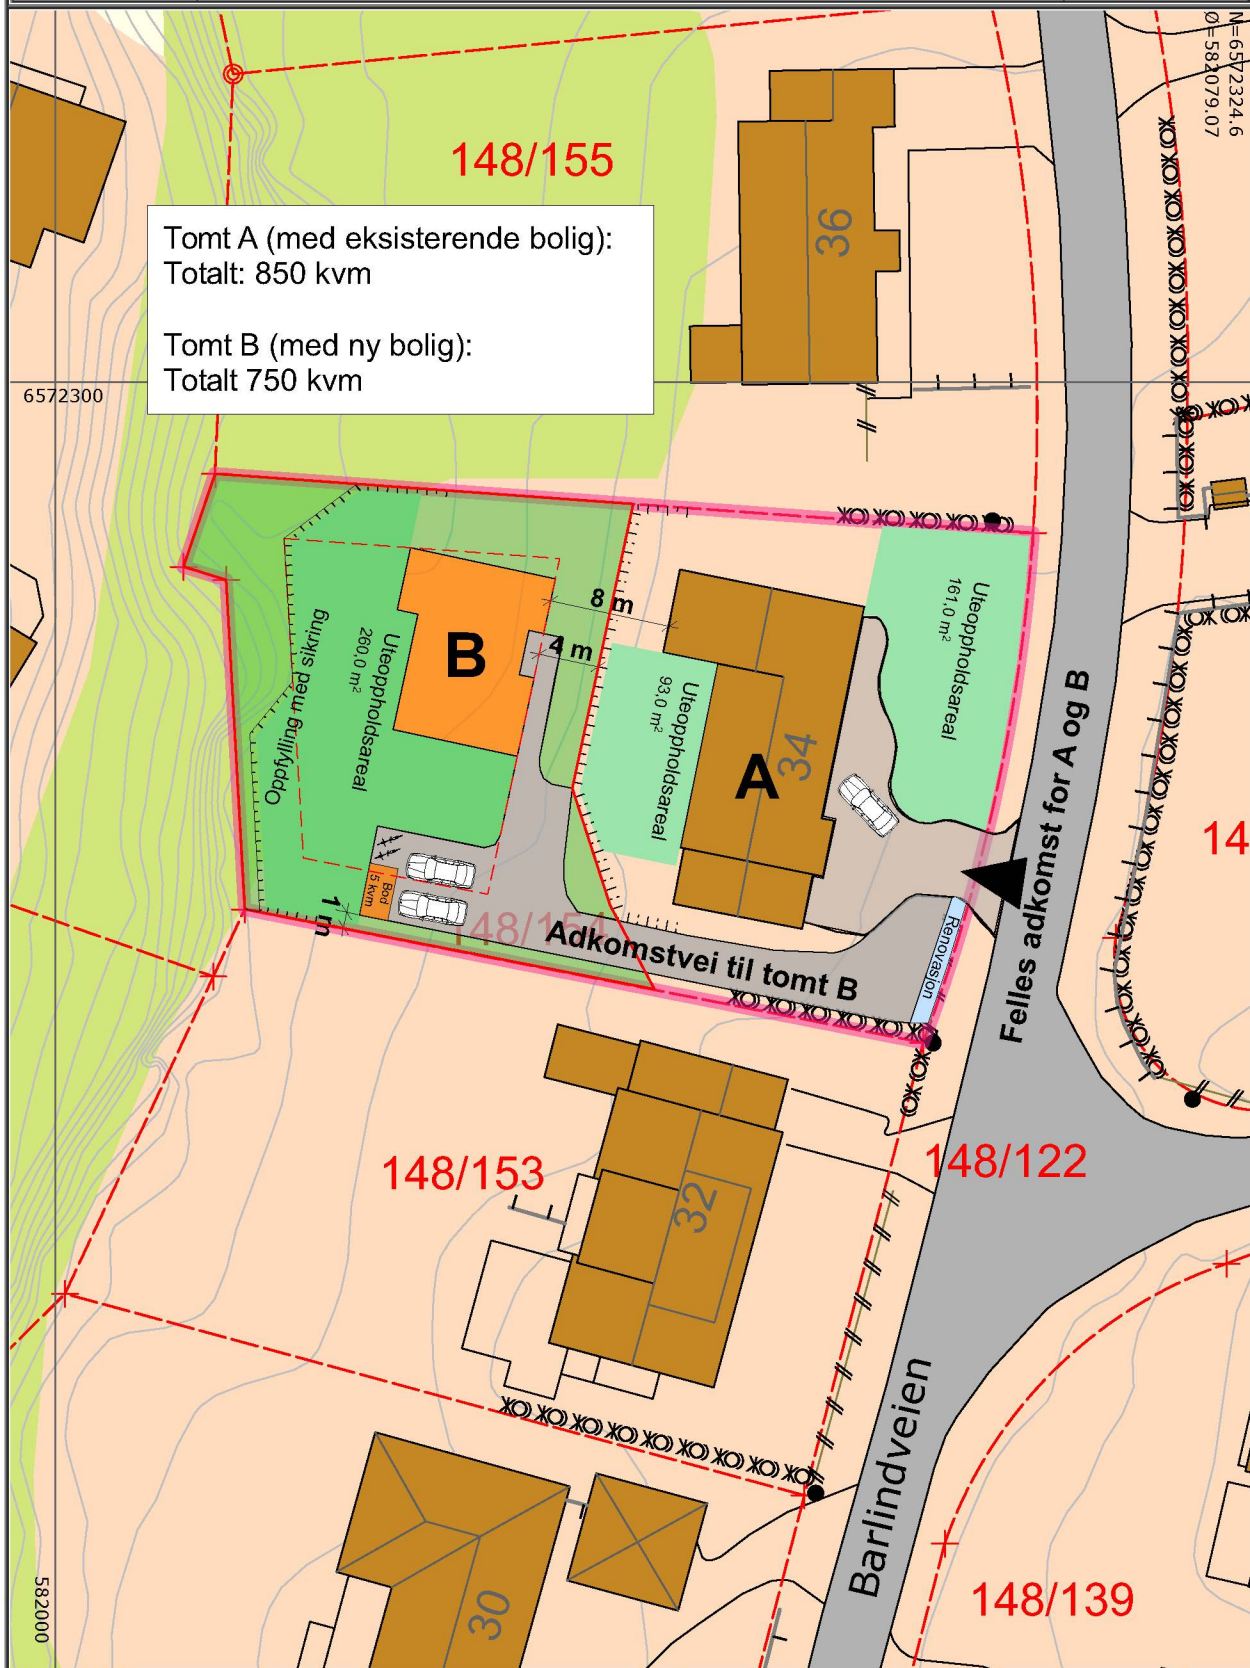 N=6572324.6
Ø=582079.07
148/155
36
Tomt A (med eksisterende bolig):
Totalt: 850 kvm
Tomt B (med ny bolig):
Totalt 750 kvm
6572300
8 m
4 m
B
Oppfylling med sikring
Uteoppholdsareal
260,0 m²
Uteoppholdsareal
93,0 m²
A
34
Uteoppholdsareal
161,0 m²
Felles adkomst for A og B
14
Bod
5 kvm
1 m
148/154
Adkomstvei til tomt B
Renovasjon
148/153
148/122
32
Barlindveien
30
148/139
582000